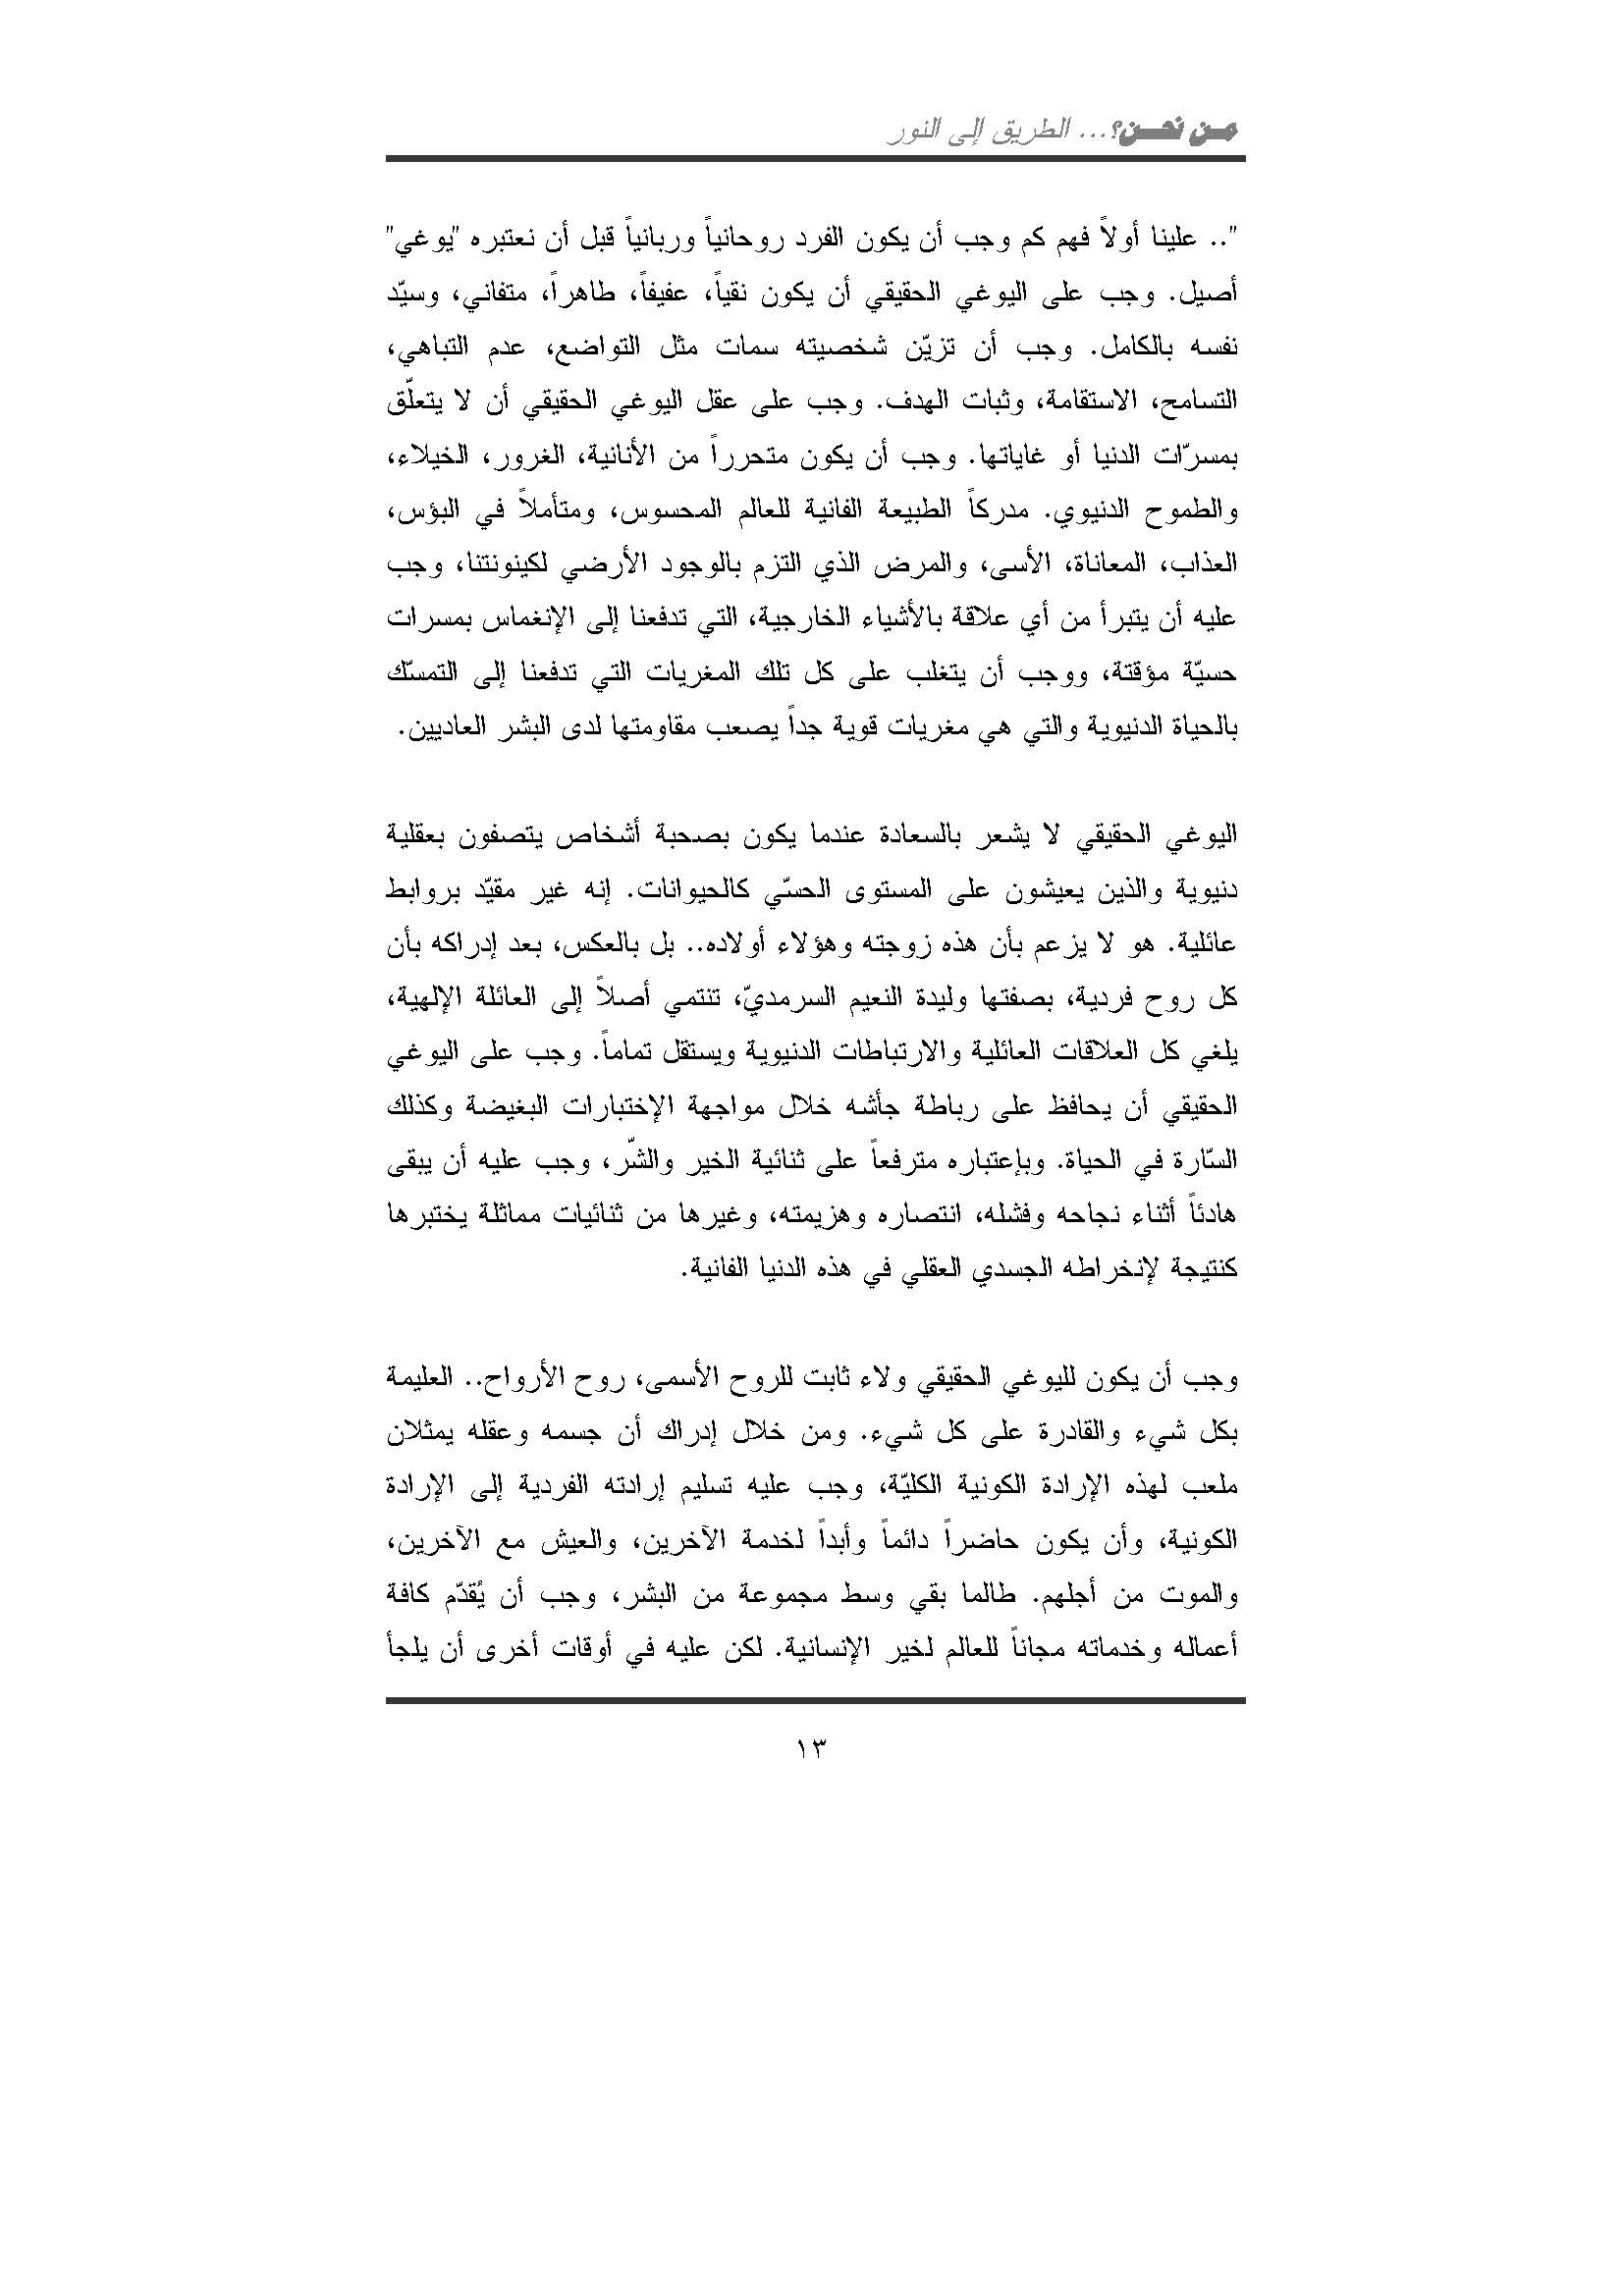 من نحن؟... الطريق إلى النور
".. علينا أولاً فهم كم وجب أن يكون الفرد روحانياً وربانياً قبل أن نعتبره "يوغي"
أصيل. وجب على اليوغي الحقيقي أن يكون نقياً، عفيفاً، طاهراً، متفاني، وسيّد
نفسه بالكامل. وجب أن تزيّن شخصيته سمات مثل التواضع، عدم التباهي،
التسامح، الاستقامة، وثبات الهدف. وجب على عقل اليوغي الحقيقي أن لا يتعلّق
بمسرّات الدنيا أو غاياتها. وجب أن يكون متحرراً من الأنانية، الغرور، الخيلاء،
والطموح الدنيوي. مدركاً الطبيعة الفانية للعالم المحسوس، ومتأملاً في البؤس،
العذاب، المعاناة، الأسى، والمرض الذي التزم بالوجود الأرضي لكينونتنا، وجب
عليه أن يتبرأ من أي علاقة بالأشياء الخارجية، التي تدفعنا إلى الإنغماس بمسرات
حسيّة مؤقتة، ووجب أن يتغلب على كل تلك المغريات التي تدفعنا إلى التمسّك
بالحياة الدنيوية والتي هي مغريات قوية جداً يصعب مقاومتها لدى البشر العاديين.
اليوغي الحقيقي لا يشعر بالسعادة عندما يكون بصحبة أشخاص يتصفون بعقلية
دنيوية والذين يعيشون على المستوى الحسّي كالحيوانات. إنه غير مقيّد بروابط
عائلية. هو لا يزعم بأن هذه زوجته وهؤلاء أولاده.. بل بالعكس، بعد إدراكه بأن
كل روح فردية، بصفتها وليدة النعيم السرمديّ، تنتمي أصلاً إلى العائلة الإلهية،
يلغي كل العلاقات العائلية والارتباطات الدنيوية ويستقل تماماً. وجب على اليوغي
الحقيقي أن يحافظ على رباطة جأشه خلال مواجهة الإختبارات البغيضة وكذلك
السّارة في الحياة. وبإعتباره مترفعاً على ثنائية الخير والشّر، وجب عليه أن يبقى
هادئاً أثناء نجاحه وفشله، انتصاره وهزيمته، وغيرها من ثنائيات مماثلة يختبرها
كنتيجة لإنخراطه الجسدي العقلي في هذه الدنيا الفانية.
وجب أن يكون لليوغي الحقيقي ولاء ثابت للروح الأسمى، روح الأرواح.. العليمة
بكل شيء والقادرة على كل شيء. ومن خلال إدراك أن جسمه وعقله يمثلان
ملعب لهذه الإرادة الكونية الكليّة، وجب عليه تسليم إرادته الفردية إلى الإرادة
الكونية، وأن يكون حاضراً دائماً وأبداً لخدمة الآخرين، والعيش مع الآخرين،
والموت من أجلهم. طالما بقي وسط مجموعة من البشر، وجب أن يُقدّم كافة
أعماله وخدماته مجاناً للعالم لخير الإنسانية. لكن عليه في أوقات أخرى أن يلجأ
١٣